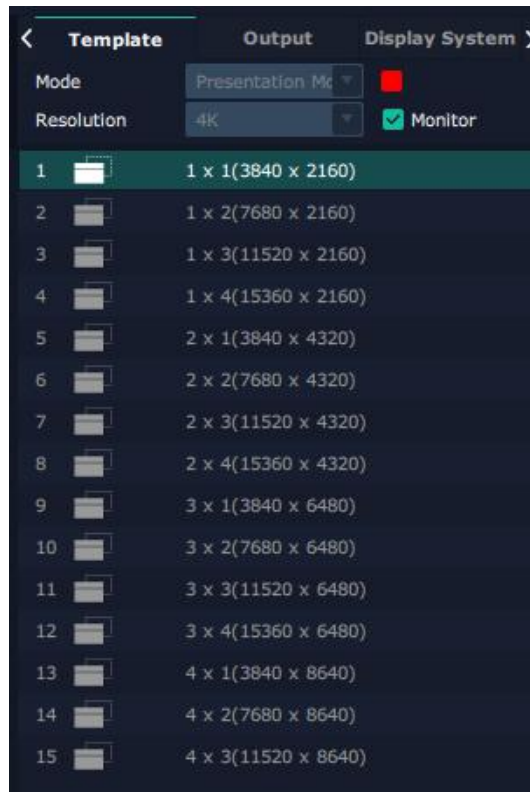 Template Output Display System
Mode Presentation Mo
Resolution 4K Monitor
1 1 x 1(3840 x 2160)
2 1 x 2(7680 x 2160)
3 1 x 3(11520 x 2160)
4 1 x 4(15360 x 2160)
5 2 x 1(3840 x 4320)
6 2 x 2(7680 x 4320)
7 2 x 3(11520 x 4320)
8 2 x 4(15360 x 4320)
9 3 x 1(3840 x 6480)
10 3 x 2(7680 x 6480)
11 3 x 3(11520 x 6480)
12 3 x 4(15360 x 6480)
13 4 x 1(3840 x 8640)
14 4 x 2(7680 x 8640)
15 4 x 3(11520 x 8640)